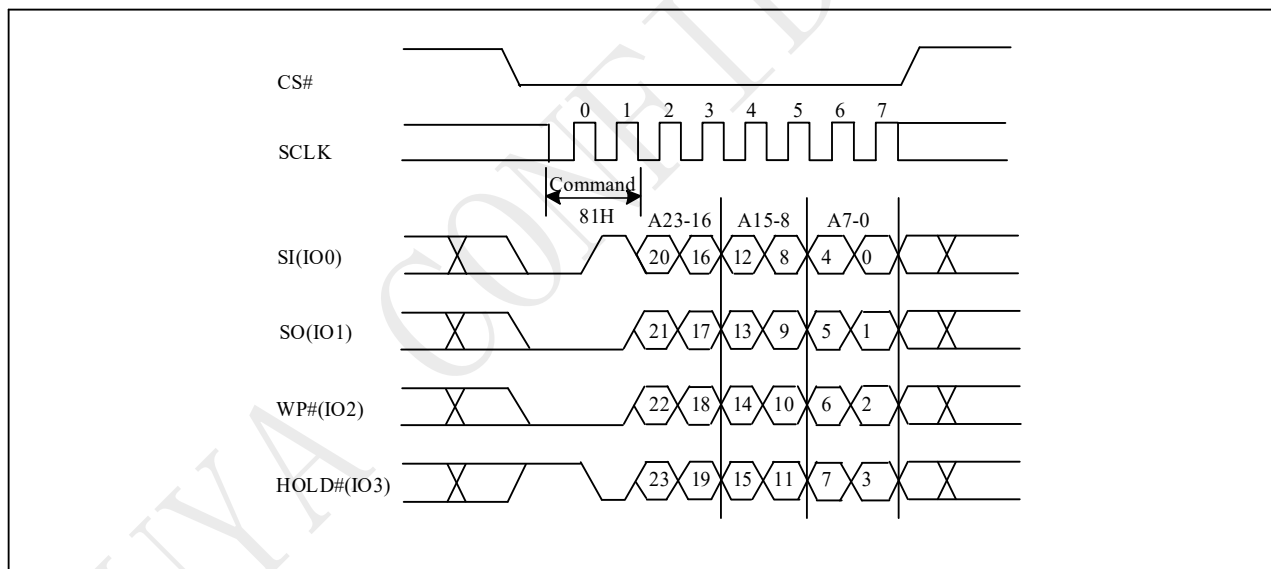 CS#
0 1 2 3 4 5 6 7
SCLK
Command
81H
A23-16 A15-8 A7-0
SI(IO0) 20 16 12 8 4 0
SO(IO1) 21 17 13 9 5 1
WP#(IO2) 22 18 14 10 6 2
HOLD#(IO3) 23 19 15 11 7 3